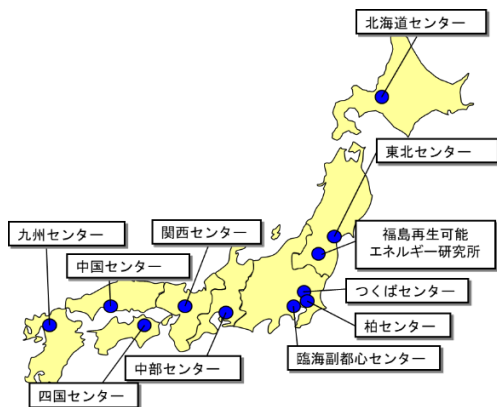 北海道センター
東北センター
福島再生可能
エネルギー研究所
つくばセンター
柏センター
臨海副都心センター
九州センター
中国センター
関西センター
中部センター
四国センター